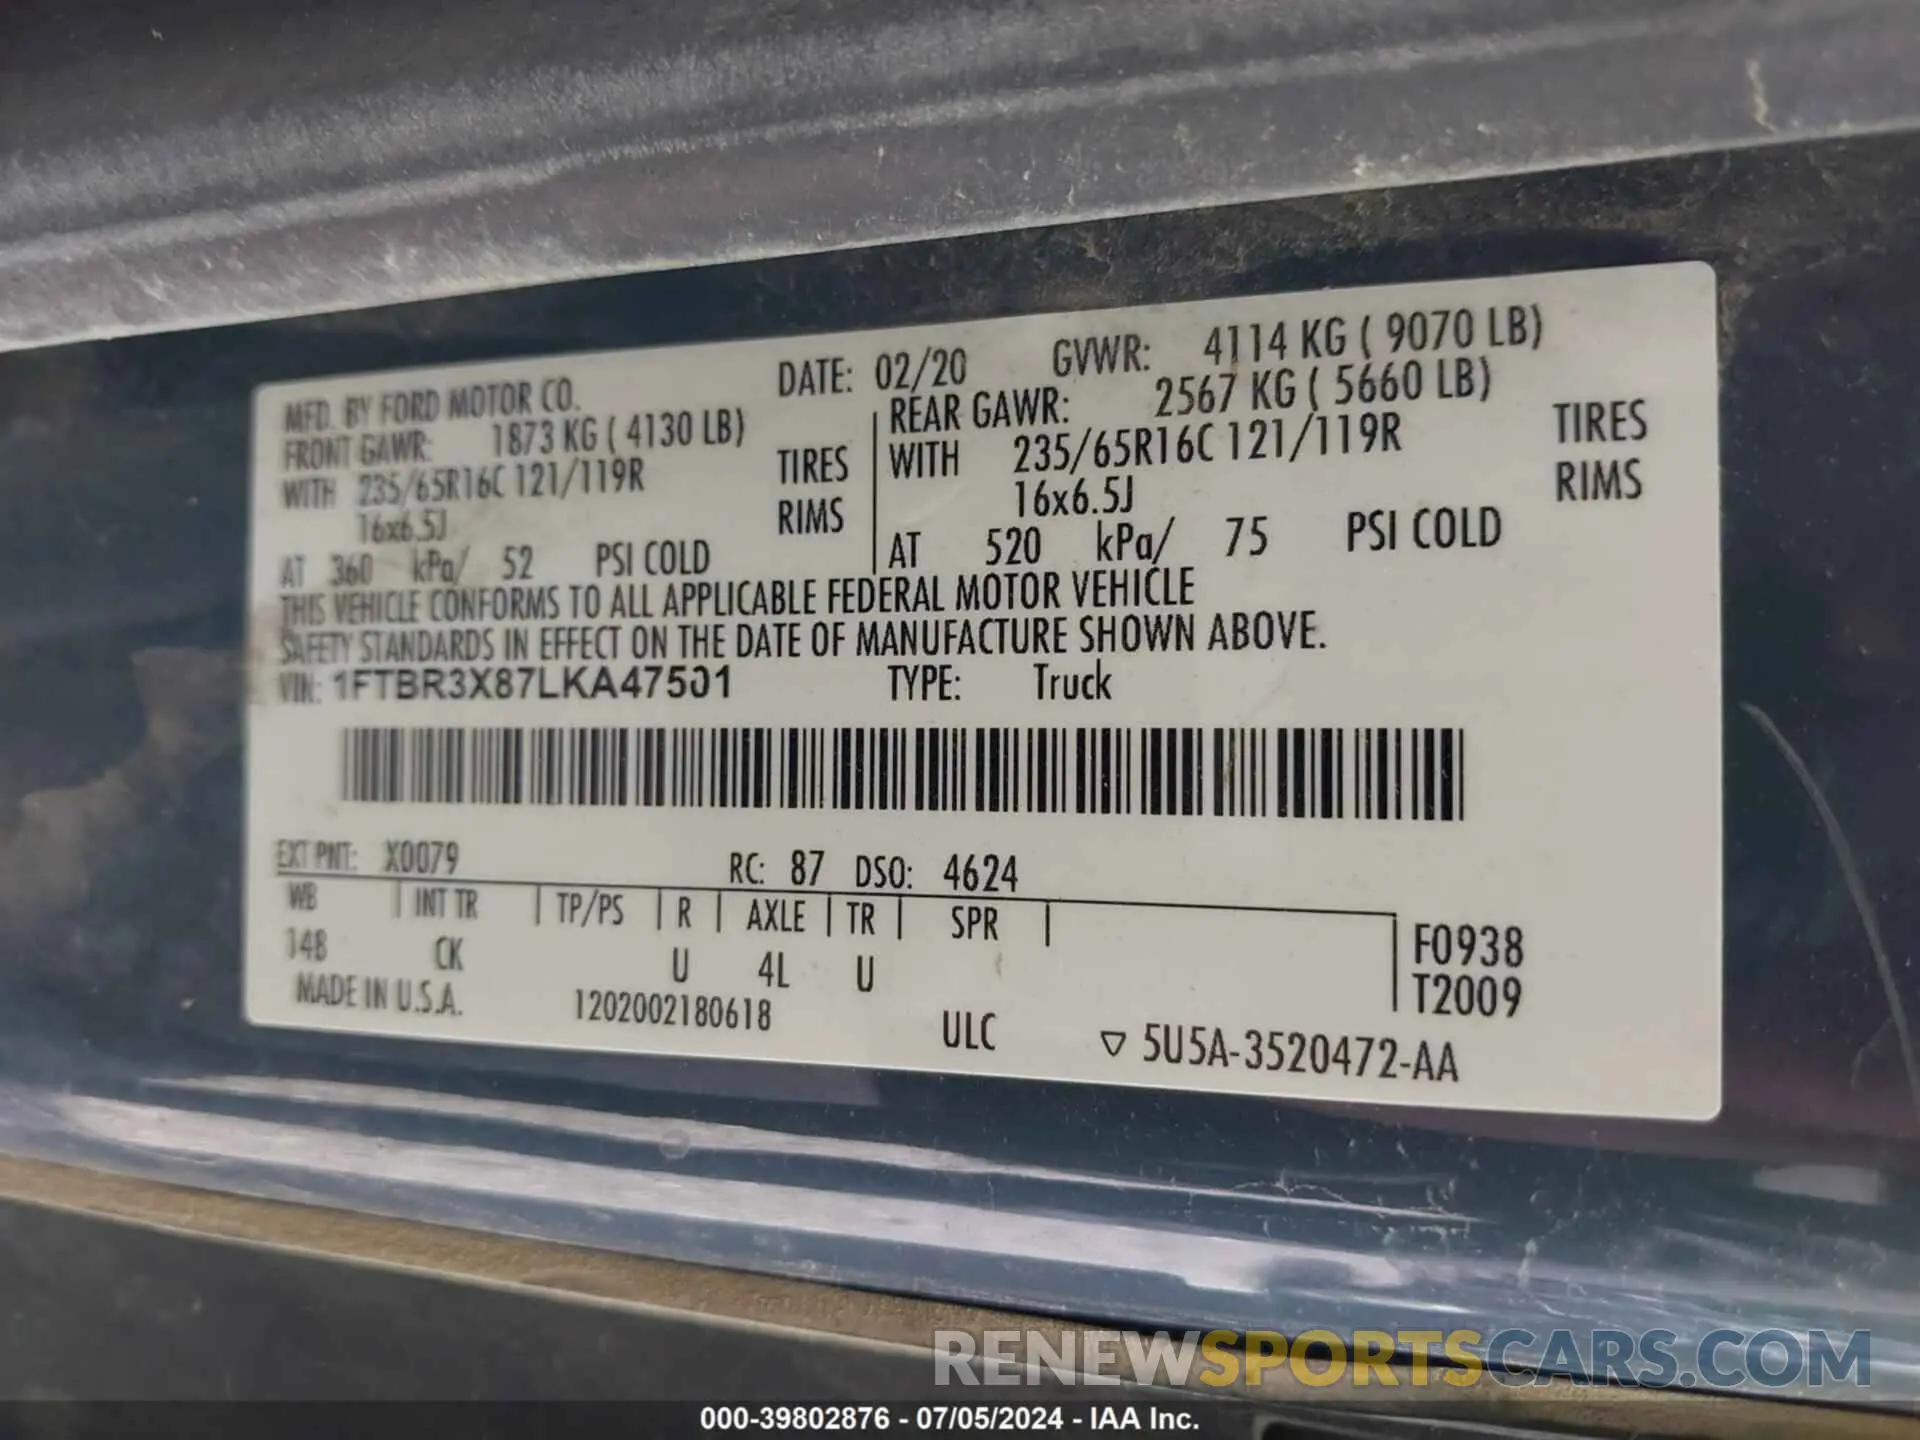 MFD. BY FORD MOTOR CO. DATE: 02/20 GVWR: 4114 KG ( 9070 LB)
FRONT GAWR: 1873 KG ( 4130 LB) REAR GAWR: 2567 KG ( 5660 LB)
WITH 235/65R16C 121/119R TIRES WITH 235/65R16C 121/119R TIRES
16x6.5J RIMS 16x6.5J RIMS
AT 360 kPa/ 52 PSI COLD AT 520 kPa/ 75 PSI COLD
THIS VEHICLE CONFORMS TO ALL APPLICABLE FEDERAL MOTOR VEHICLE
SAFETY STANDARDS IN EFFECT ON THE DATE OF MANUFACTURE SHOWN ABOVE.
VIN: 1FTBR3X87LKA47501 TYPE: Truck
EXT PNT: X0079 RC: 87 DSO: 4624
WB INT TR TP/PS R AXLE TR SPR F0938
148 CK U 4L U T2009
MADE IN U.S.A. 1202002180618 ULC ▽ 5U5A-3520472-AA
RENEWSPORTSCARS.COM
000-39802876 - 07/05/2024 - IAA Inc.